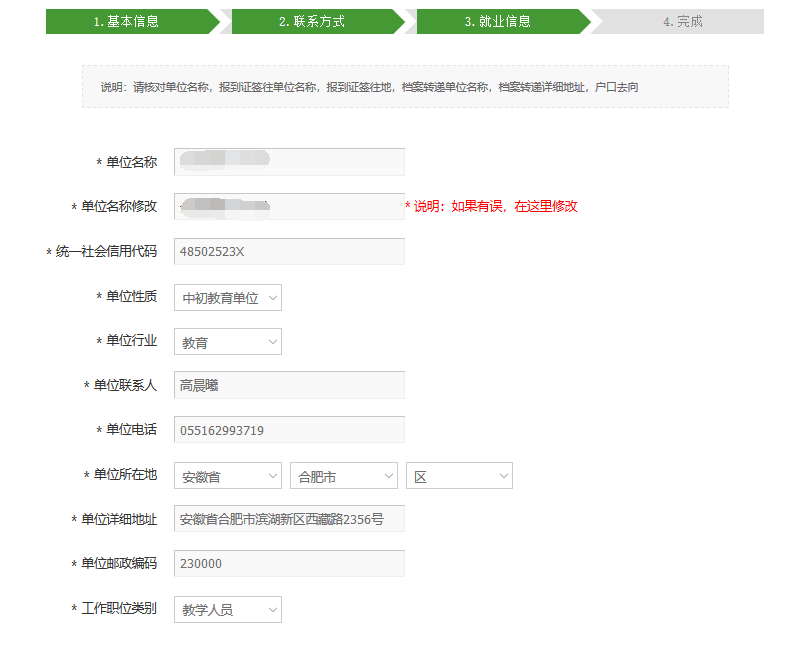 1.基本信息 2.联系方式 3.就业信息 4.完成
说明：请核对单位名称，报到证签往单位名称，报到证签往地，档案转递单位名称，档案转递详细地址，户口去向
* 单位名称
* 单位名称修改 * 说明：如果有误，在这里修改
* 统一社会信用代码 48502523X
* 单位性质 中初教育单位
* 单位行业 教育
* 单位联系人 高晨曦
* 单位电话 055162993719
* 单位所在地 安徽省 合肥市 区
* 单位详细地址 安徽省合肥市滨湖新区西藏路2356号
* 单位邮政编码 230000
* 工作职位类别 教学人员